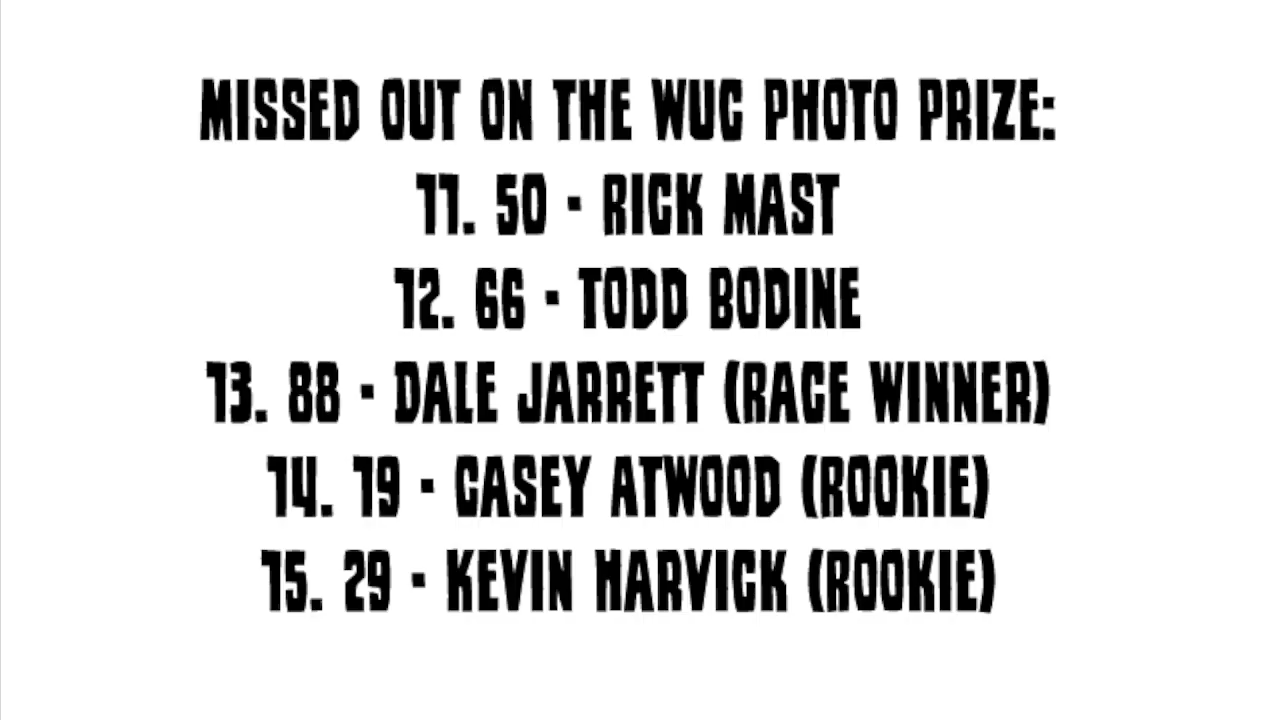 MISSED OUT ON THE WUC PHOTO PRIZE:
11. 50 - RICK MAST
12. 66 - TODD BODINE
13. 88 - DALE JARRETT (RACE WINNER)
14. 19 - CASEY ATWOOD (ROOKIE)
15. 29 - KEVIN HARVICK (ROOKIE)